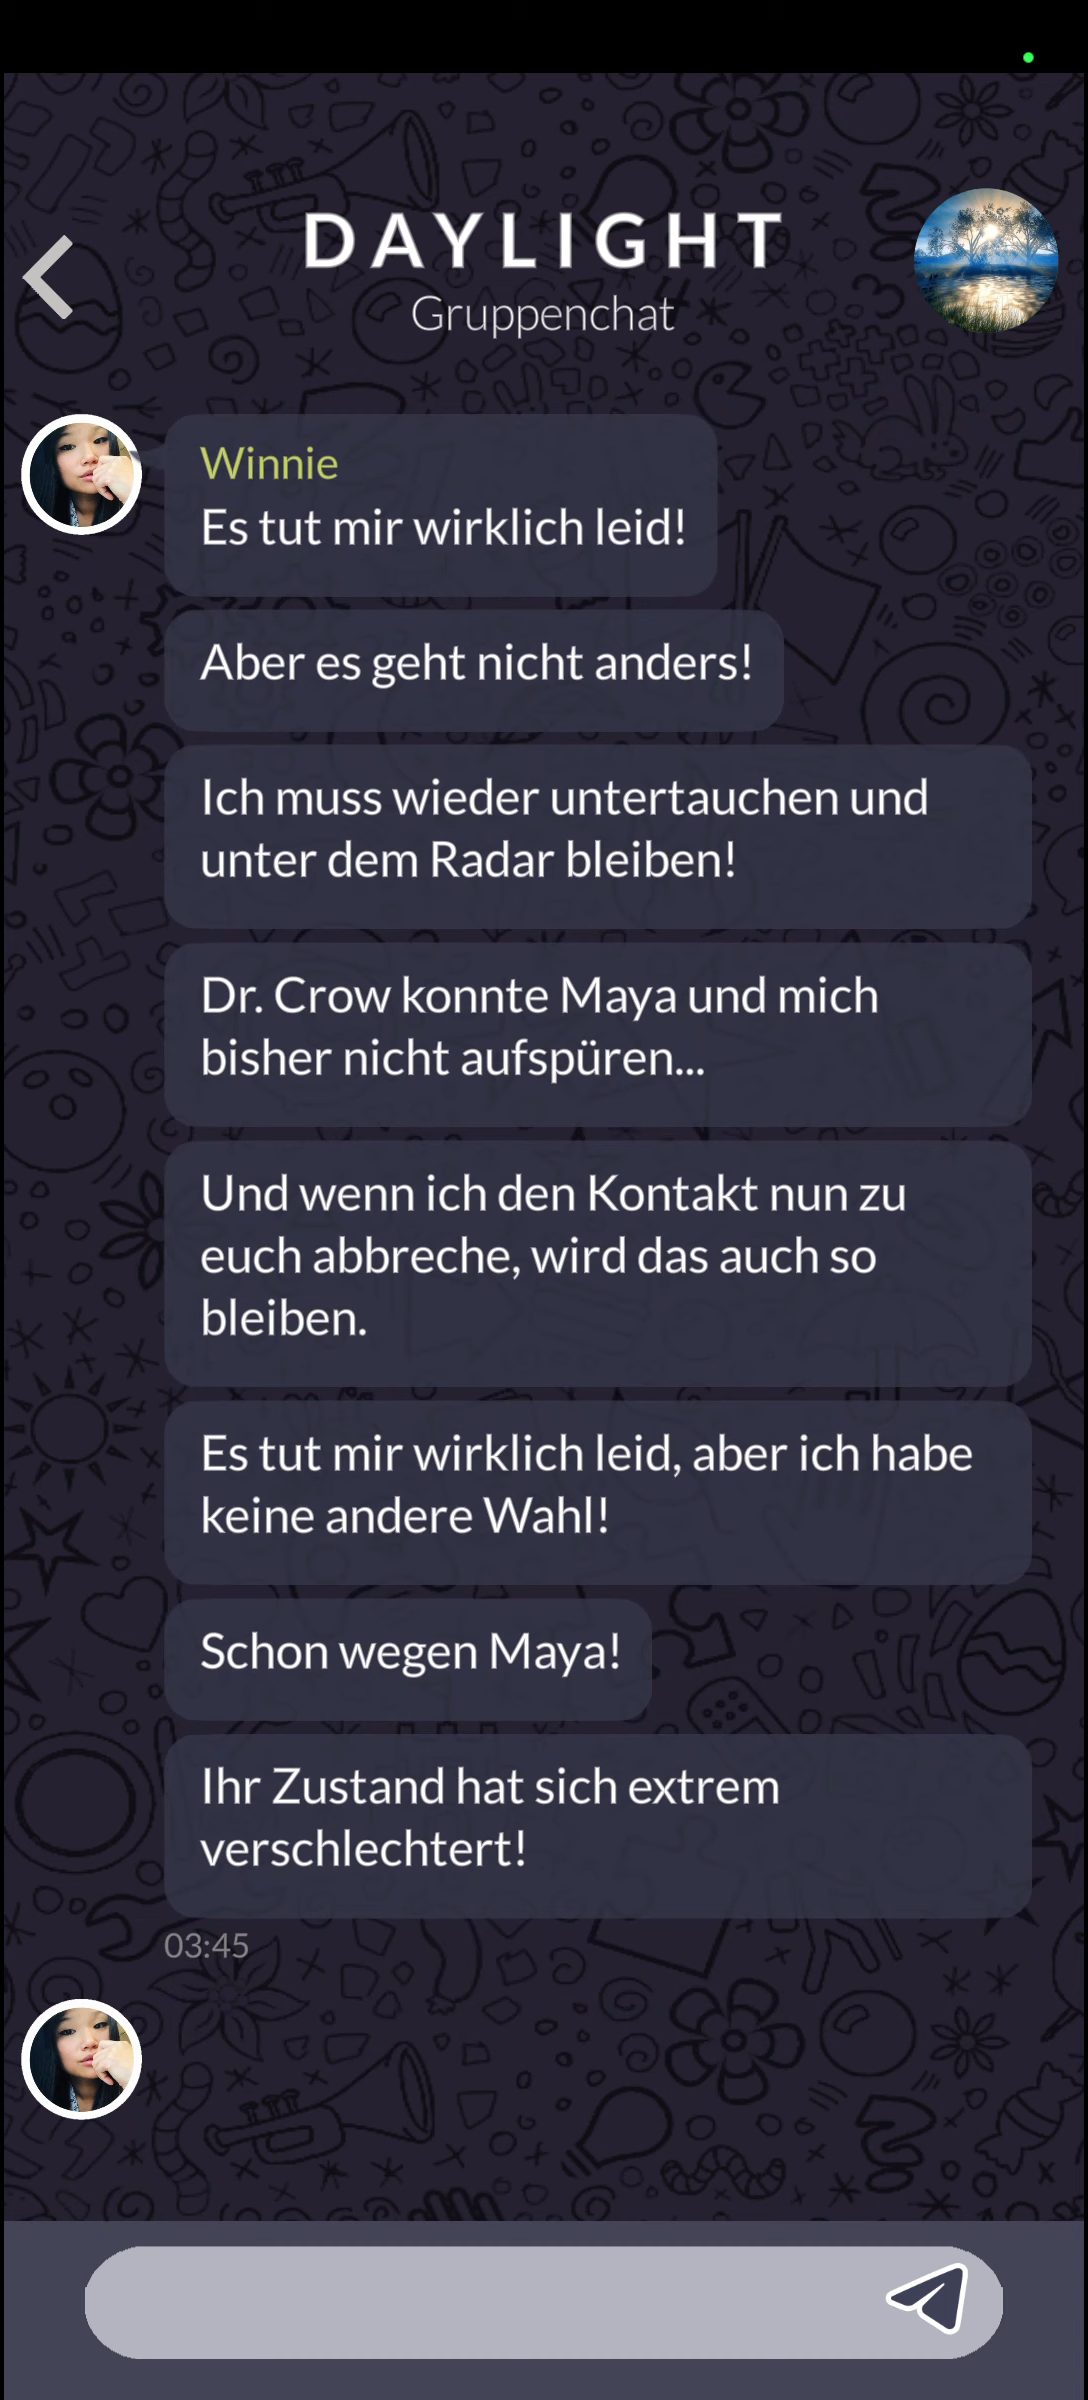 DAYLIGHT
Gruppenchat
Winnie
Es tut mir wirklich leid!
Aber es geht nicht anders!
Ich muss wieder untertauchen und
unter dem Radar bleiben!
Dr. Crow konnte Maya und mich
bisher nicht aufspüren...
Und wenn ich den Kontakt nun zu
euch abbreche, wird das auch so
bleiben.
Es tut mir wirklich leid, aber ich habe
keine andere Wahl!
Schon wegen Maya!
Ihr Zustand hat sich extrem
verschlechtert!
03:45